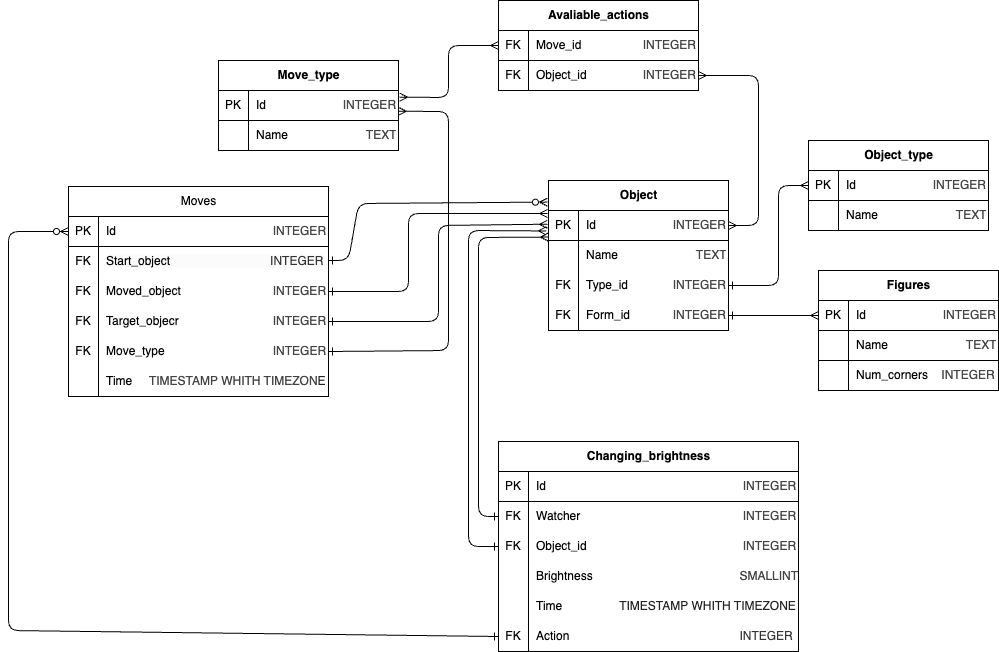 Avaliable_actions
FK Move_id INTEGER
FK Object_id INTEGER
Move_type
PK Id INTEGER
Name TEXT
Object_type
PK Id INTEGER
Name TEXT
Moves
PK Id INTEGER
FK Start_object INTEGER
FK Moved_object INTEGER
FK Target_objecr INTEGER
FK Move_type INTEGER
Time TIMESTAMP WHITH TIMEZONE
Object
PK Id INTEGER
Name TEXT
FK Type_id INTEGER
FK Form_id INTEGER
Figures
PK Id INTEGER
Name TEXT
Num_corners INTEGER
Changing_brightness
PK Id INTEGER
FK Watcher INTEGER
FK Object_id INTEGER
Brightness SMALLINT
Time TIMESTAMP WHITH TIMEZONE
FK Action INTEGER